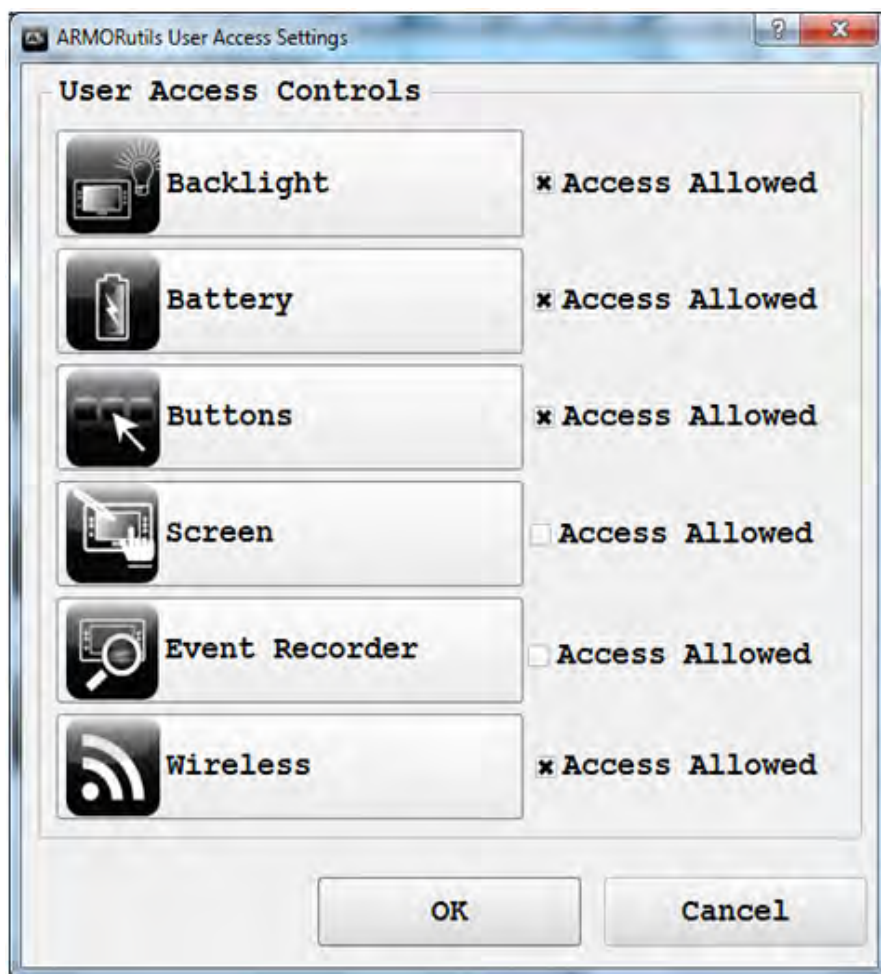 ARMORutils User Access Settings
User Access Controls
Backlight Access Allowed
Battery Access Allowed
Buttons Access Allowed
Screen Access Allowed
Event Recorder Access Allowed
Wireless Access Allowed
OK Cancel